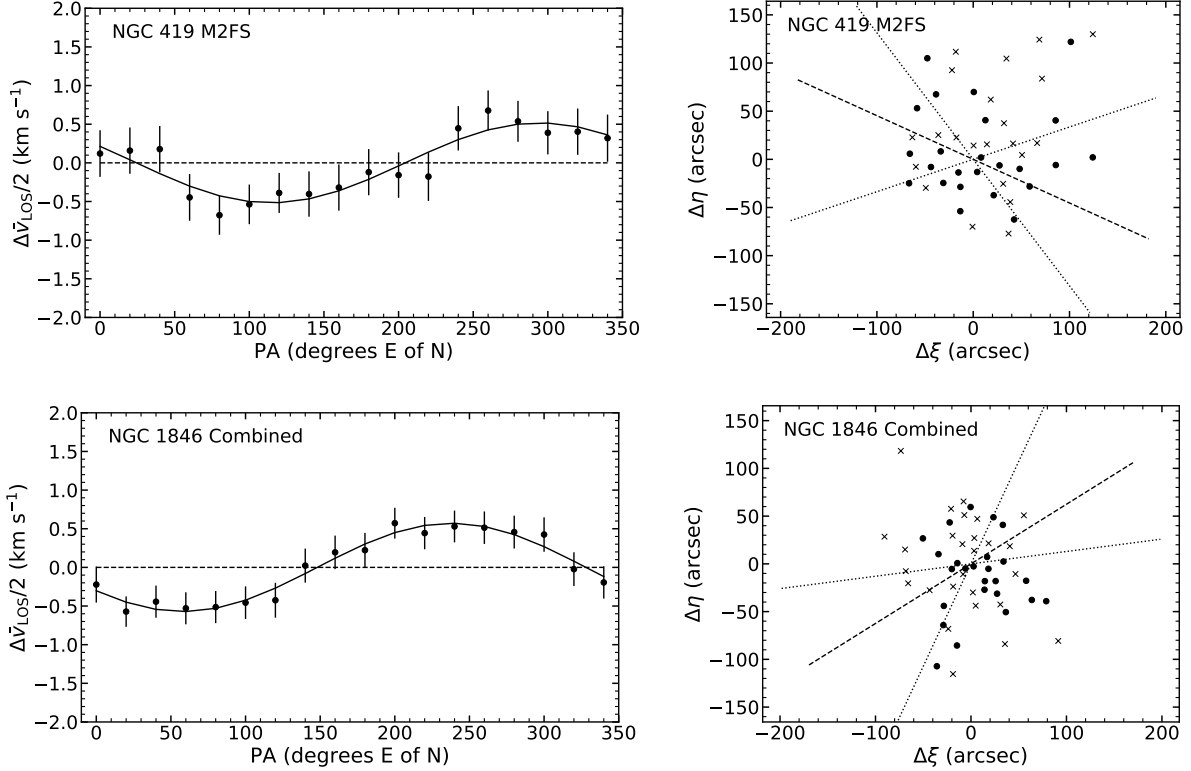 NGC 419 M2FS
2.0
1.5
1.0
0.5
0.0
−0.5
−1.0
−1.5
−2.0
Δv̄LOS/2 (km s⁻¹)
0 50 100 150 200 250 300 350
PA (degrees E of N)
NGC 419 M2FS
150
100
50
0
−50
−100
−150
Δη (arcsec)
−200 −100 0 100 200
Δξ (arcsec)
NGC 1846 Combined
2.0
1.5
1.0
0.5
0.0
−0.5
−1.0
−1.5
−2.0
Δv̄LOS/2 (km s⁻¹)
0 50 100 150 200 250 300 350
PA (degrees E of N)
NGC 1846 Combined
150
100
50
0
−50
−100
−150
Δη (arcsec)
−200 −100 0 100 200
Δξ (arcsec)